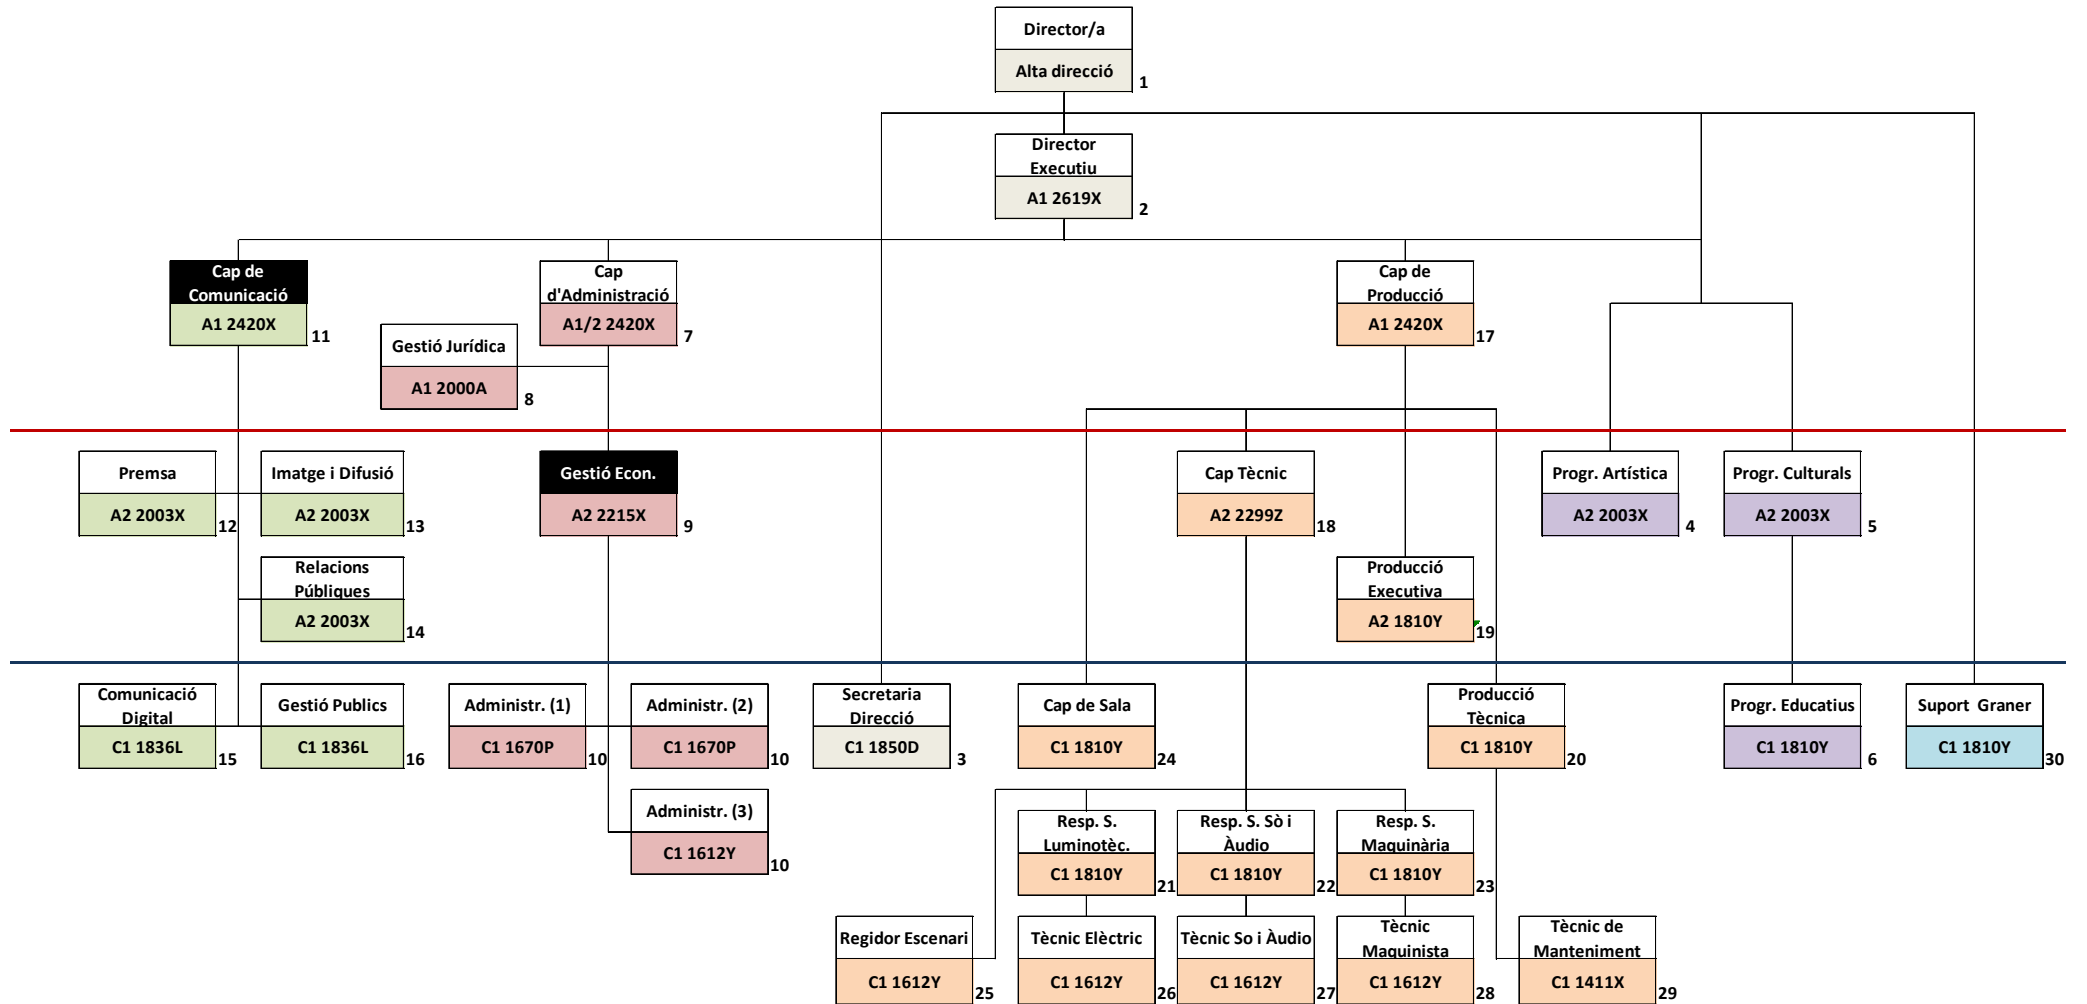 Director/a
Alta direcció
1
Director
Executiu
A1 2619X
2
Cap de
Comunicació
A1 2420X
11
Cap
d'Administració
A1/2 2420X
7
Cap de
Producció
A1 2420X
17
Gestió Jurídica
A1 2000A
8
Premsa
A2 2003X
12
Imatge i Difusió
A2 2003X
13
Gestió Econ.
A2 2215X
9
Cap Tècnic
A2 2299Z
18
Progr. Artística
A2 2003X
4
Progr. Culturals
A2 2003X
5
Relacions
Públiques
A2 2003X
14
Producció
Executiva
A2 1810Y
19
Comunicació
Digital
C1 1836L
15
Gestió Publics
C1 1836L
16
Administr. (1)
C1 1670P
10
Administr. (2)
C1 1670P
10
Secretaria
Direcció
C1 1850D
3
Cap de Sala
C1 1810Y
24
Producció
Tècnica
C1 1810Y
20
Progr. Educatius
C1 1810Y
6
Suport Graner
C1 1810Y
30
Administr. (3)
C1 1612Y
10
Resp. S.
Luminotèc.
C1 1810Y
21
Resp. S. Sò i
Àudio
C1 1810Y
22
Resp. S.
Maquinària
C1 1810Y
23
Regidor Escenari
C1 1612Y
25
Tècnic Elèctric
C1 1612Y
26
Tècnic So i Àudio
C1 1612Y
27
Tècnic
Maquinista
C1 1612Y
28
Tècnic de
Manteniment
C1 1411X
29